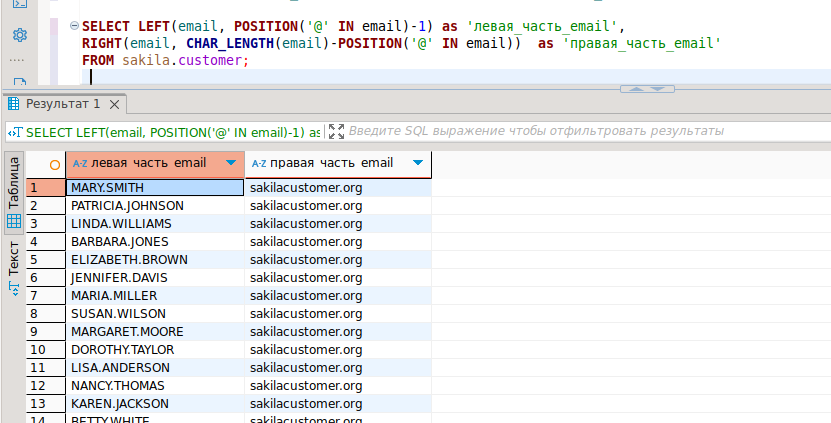 SELECT LEFT(email, POSITION('@' IN email)-1) as 'левая_часть_email',
RIGHT(email, CHAR_LENGTH(email)-POSITION('@' IN email))  as 'правая_часть_email'
FROM sakila.customer;
Результат 1
SELECT LEFT(email, POSITION('@' IN email)-1) as
Введите SQL выражение чтобы отфильтровать результаты
Таблица
Текст
A-Z левая_часть_email A-Z правая_часть_email
1 MARY.SMITH sakilacustomer.org
2 PATRICIA.JOHNSON sakilacustomer.org
3 LINDA.WILLIAMS sakilacustomer.org
4 BARBARA.JONES sakilacustomer.org
5 ELIZABETH.BROWN sakilacustomer.org
6 JENNIFER.DAVIS sakilacustomer.org
7 MARIA.MILLER sakilacustomer.org
8 SUSAN.WILSON sakilacustomer.org
9 MARGARET.MOORE sakilacustomer.org
10 DOROTHY.TAYLOR sakilacustomer.org
11 LISA.ANDERSON sakilacustomer.org
12 NANCY.THOMAS sakilacustomer.org
13 KAREN.JACKSON sakilacustomer.org
14 BETTY.WHITE sakilacustomer.org